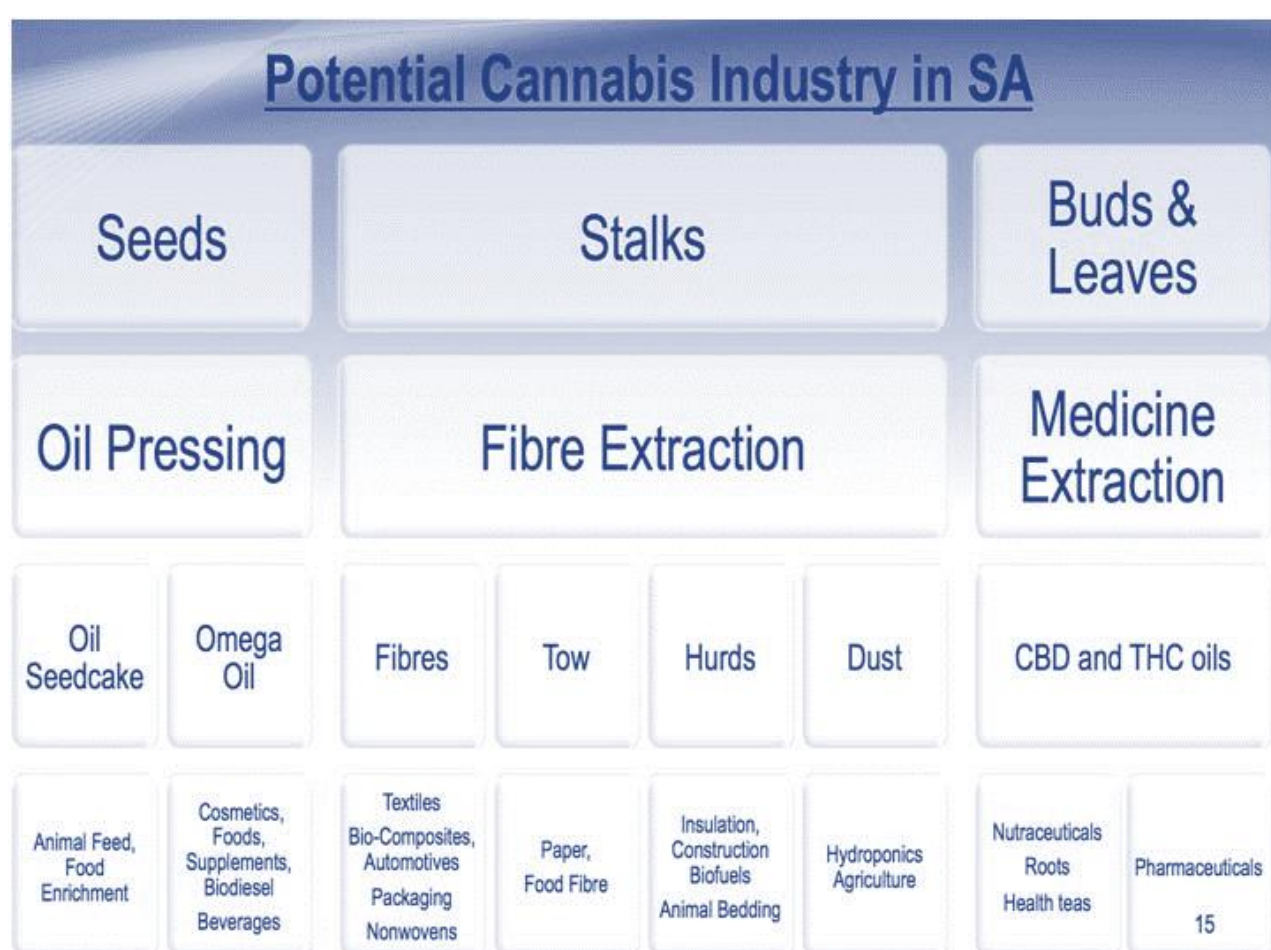 Potential Cannabis Industry in SA
Seeds
Stalks
Buds &
Leaves
Oil Pressing
Fibre Extraction
Medicine
Extraction
Oil
Seedcake
Omega
Oil
Fibres
Tow
Hurds
Dust
CBD and THC oils
Animal Feed,
Food
Enrichment
Cosmetics,
Foods,
Supplements,
Biodiesel
Beverages
Textiles
Bio-Composites,
Automotives
Packaging
Nonwovens
Paper,
Food Fibre
Insulation,
Construction
Biofuels
Animal Bedding
Hydroponics
Agriculture
Nutraceuticals
Roots
Health teas
Pharmaceuticals
15